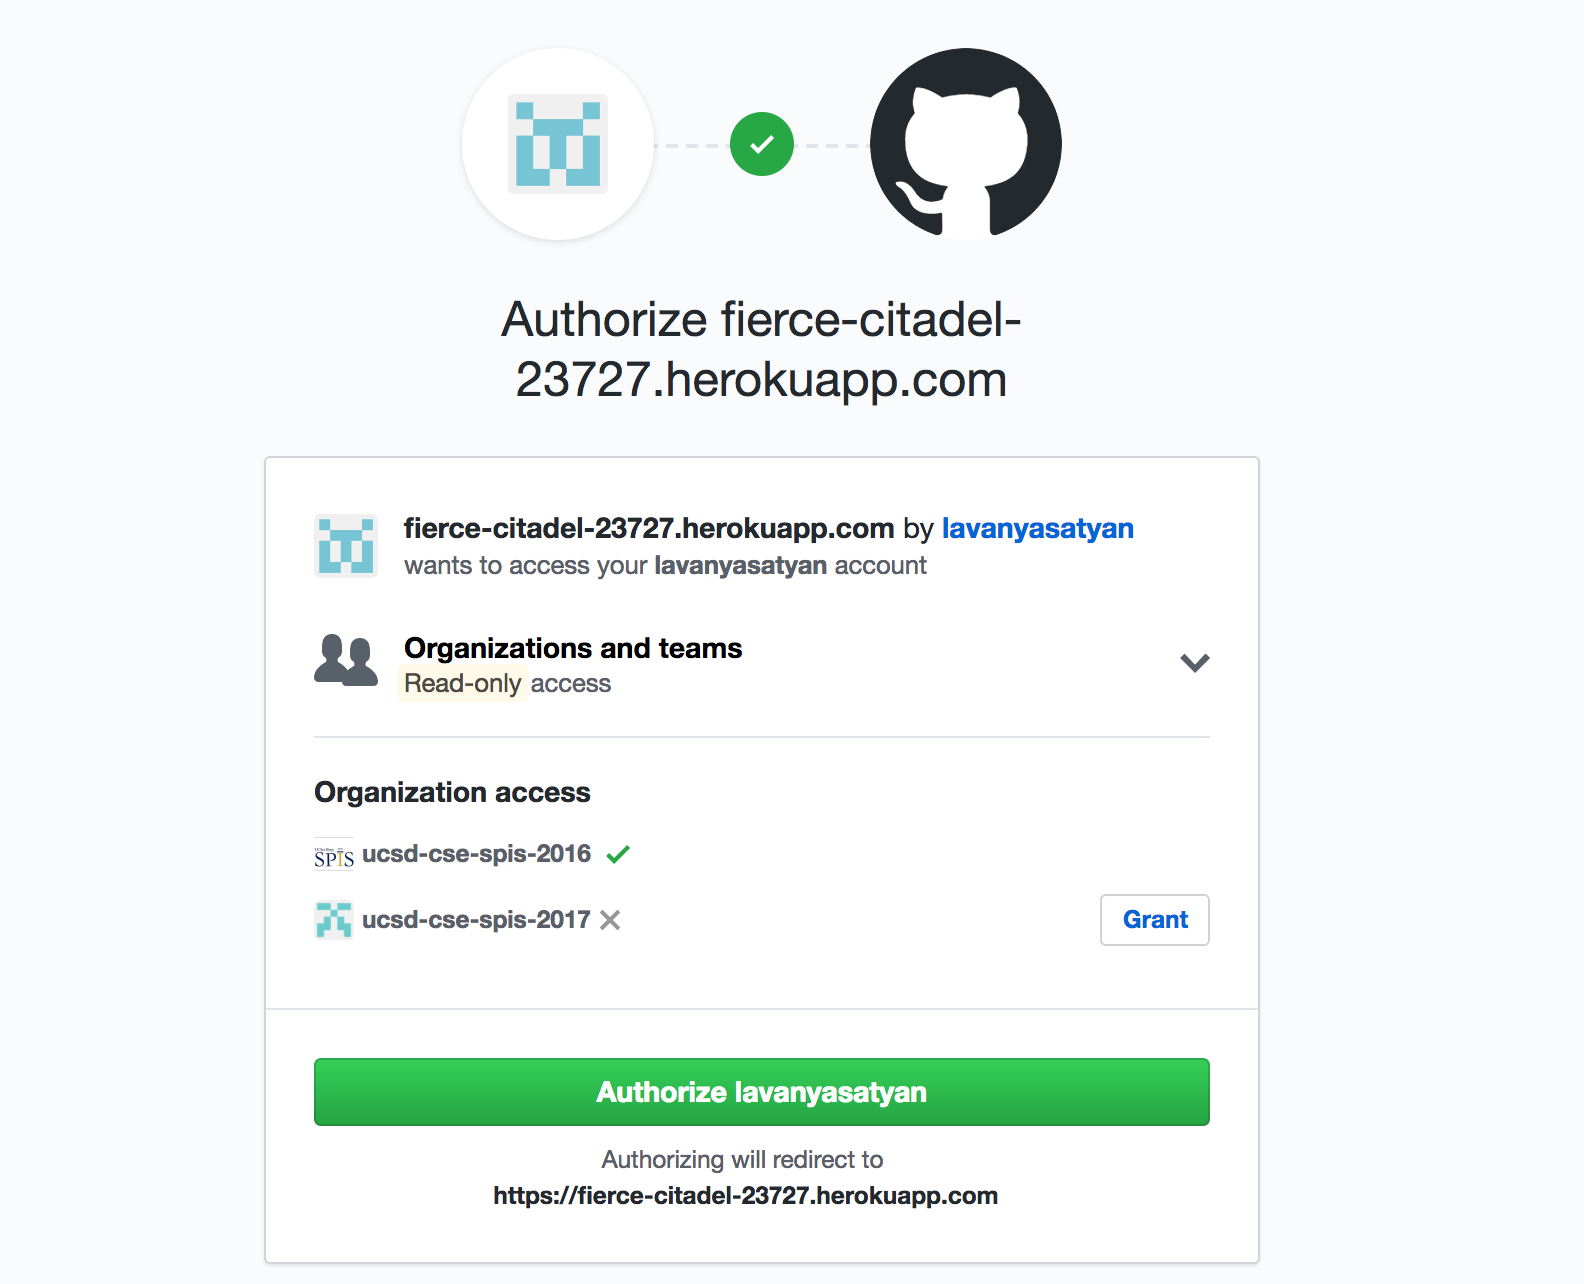 Authorize fierce-citadel-
23727.herokuapp.com
fierce-citadel-23727.herokuapp.com by lavanyasatyan
wants to access your lavanyasatyan account
Organizations and teams
Read-only access
Organization access
SPIS ucsd-cse-spis-2016
ucsd-cse-spis-2017 Grant
Authorize lavanyasatyan
Authorizing will redirect to
https://fierce-citadel-23727.herokuapp.com